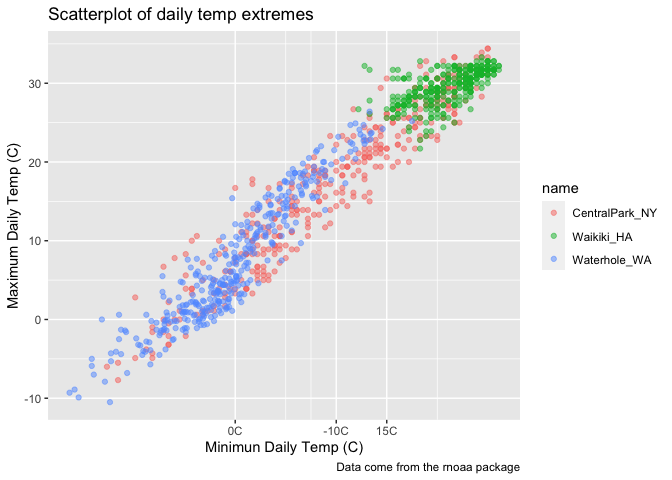 Scatterplot of daily temp extremes
Maximum Daily Temp (C)
30
20
10
0
-10
0C
-10C
15C
Minimun Daily Temp (C)
Data come from the rnoaa package
name
CentralPark_NY
Waikiki_HA
Waterhole_WA